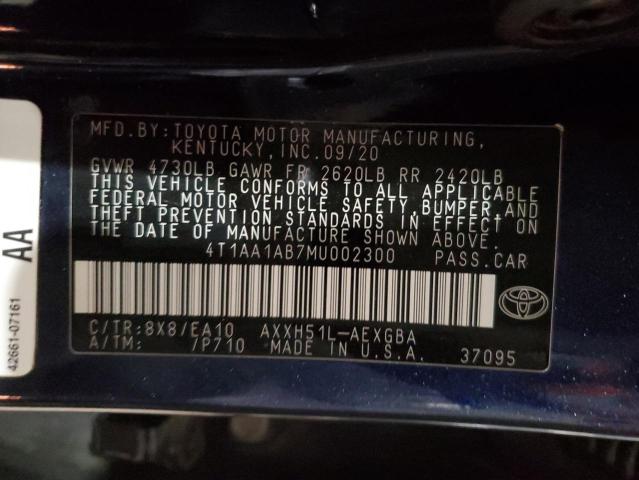 MFD.BY:TOYOTA MOTOR MANUFACTURING,
KENTUCKY, INC.09/20
GVWR 4730LB GAWR FR 2620LB RR 2420LB
THIS VEHICLE CONFORMS TO ALL APPLICABLE
FEDERAL MOTOR VEHICLE SAFETY, BUMPER, AND
THEFT PREVENTION STANDARDS IN EFFECT ON
THE DATE OF MANUFACTURE SHOWN ABOVE.
4T1AA1AB7MU002300 PASS.CAR
C/TR:8X8/EA10 AXXH51L-AEXGBA
A/TM: /P710 MADE IN U.S.A. 37095
AA
42661-07161